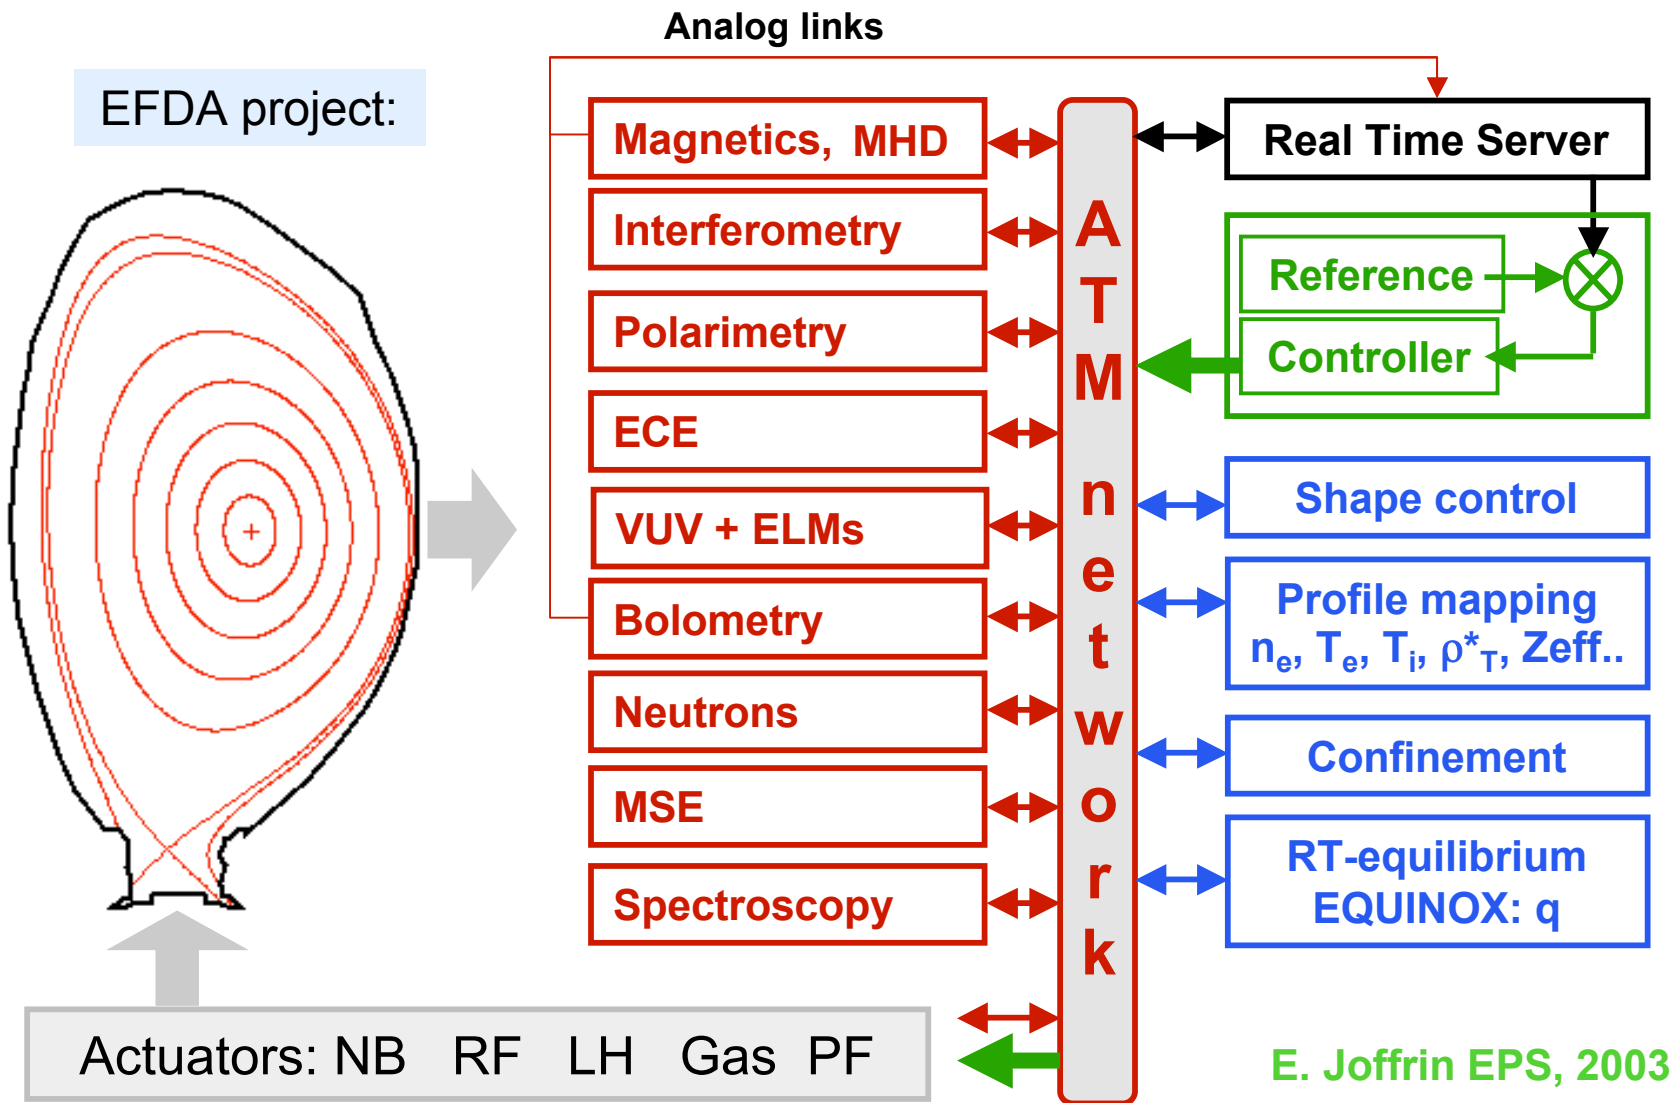 Analog links
EFDA project:
Magnetics, MHD
Interferometry
Polarimetry
ECE
VUV + ELMs
Bolometry
Neutrons
MSE
Spectroscopy
ATM network
Real Time Server
Reference
Controller
Shape control
Profile mapping
nₑ, Tₑ, Tᵢ, ρ*T, Zeff..
Confinement
RT-equilibrium
EQUINOX: q
Actuators: NB RF LH Gas PF
E. Joffrin EPS, 2003